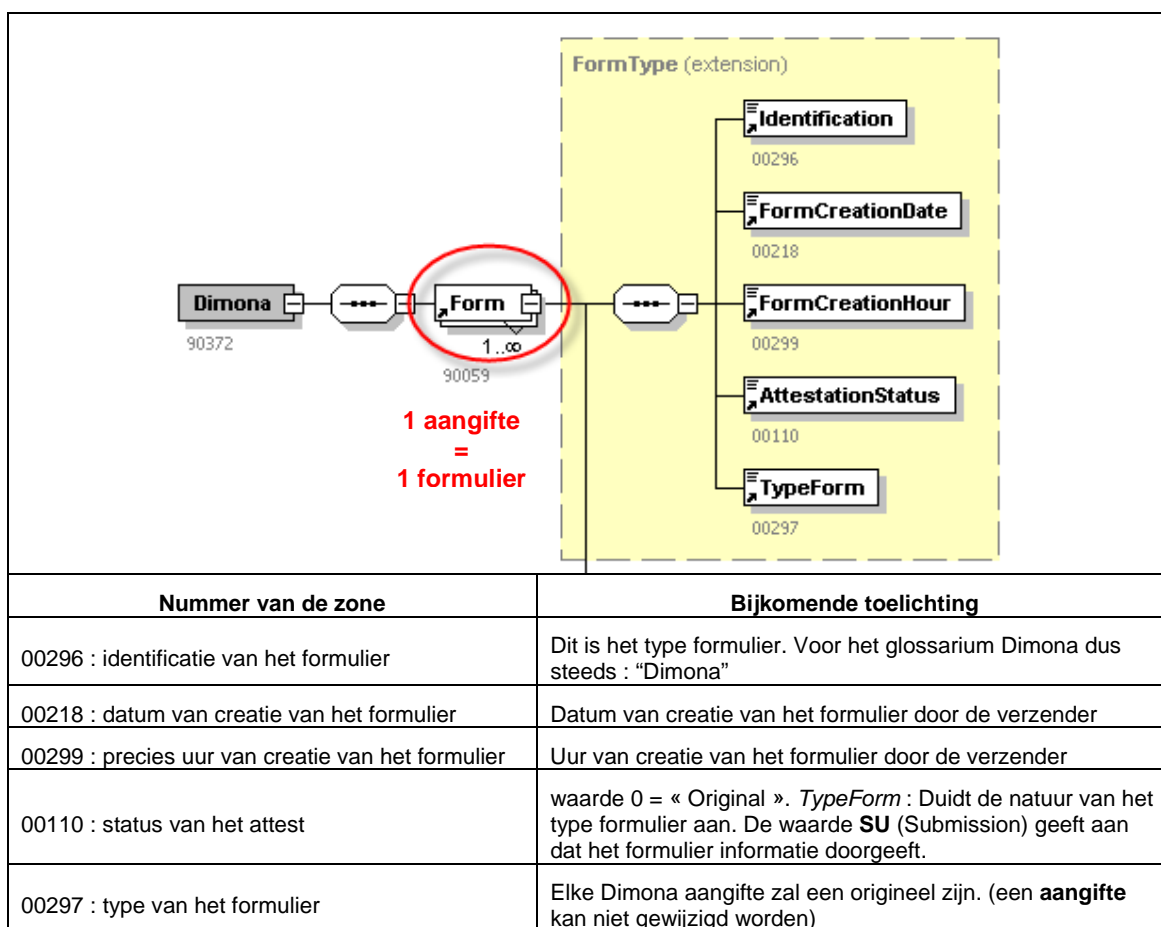 FormType (extension)
Identification
00296
FormCreationDate
00218
Dimona
90372
Form
1..∞
90059
FormCreationHour
00299
1 aangifte
=
1 formulier
AttestationStatus
00110
TypeForm
00297
Nummer van de zone
Bijkomende toelichting
00296 : identificatie van het formulier
Dit is het type formulier. Voor het glossarium Dimona dus
steeds : “Dimona”
00218 : datum van creatie van het formulier
Datum van creatie van het formulier door de verzender
00299 : precies uur van creatie van het formulier
Uur van creatie van het formulier door de verzender
00110 : status van het attest
waarde 0 = « Original ». TypeForm : Duidt de natuur van het
type formulier aan. De waarde SU (Submission) geeft aan
dat het formulier informatie doorgeeft.
00297 : type van het formulier
Elke Dimona aangifte zal een origineel zijn. (een aangifte
kan niet gewijzigd worden)